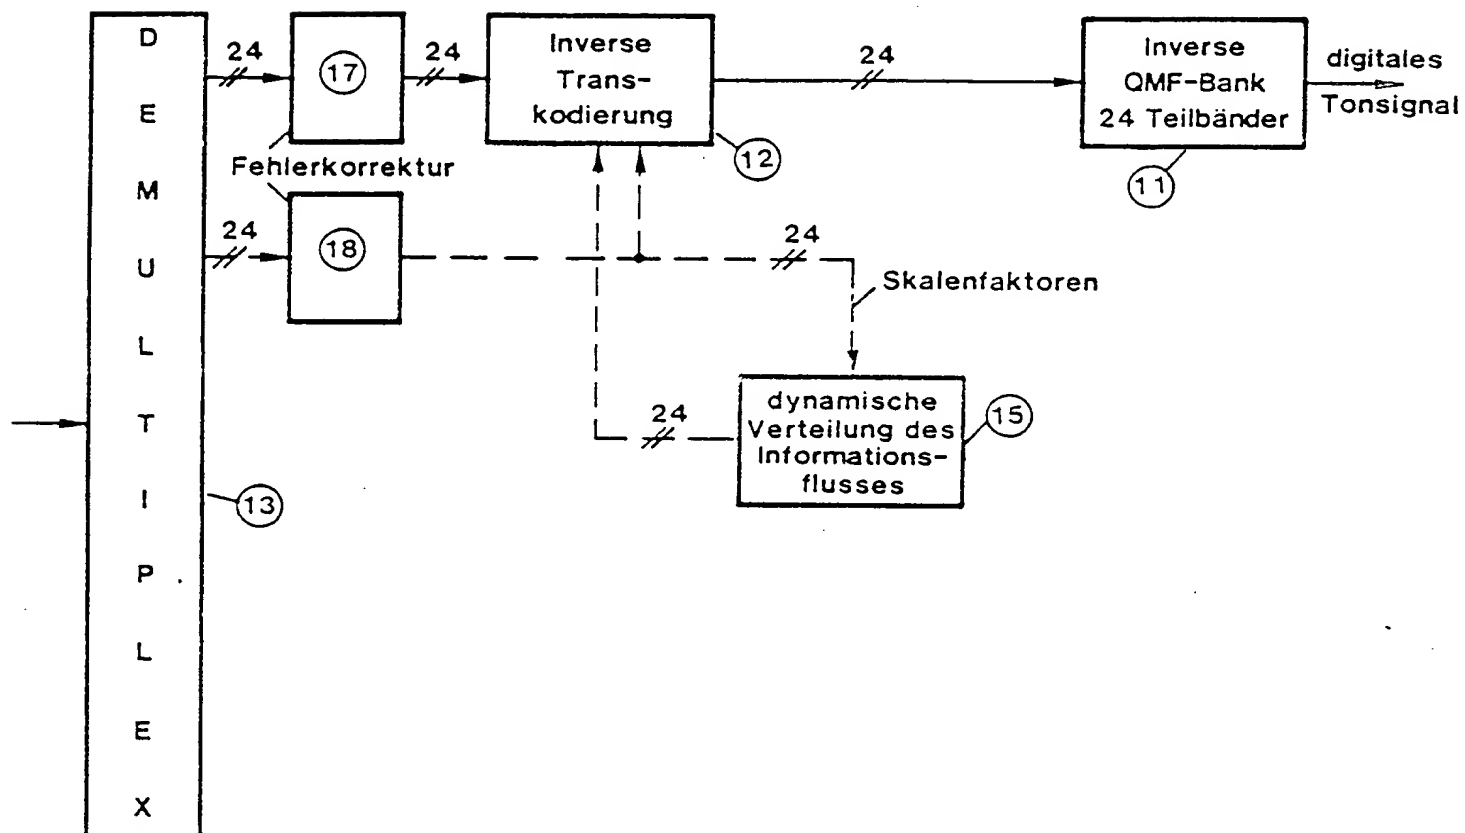 DEMULTIPLEX
24
17
24
Inverse
Trans-
kodierung
12
24
Inverse
QMF-Bank
24 Teilbänder
11
digitales
Tonsignal
Fehlerkorrektur
24
18
24
Skalenfaktoren
dynamische
Verteilung des
Informations-
flusses
15
24
13